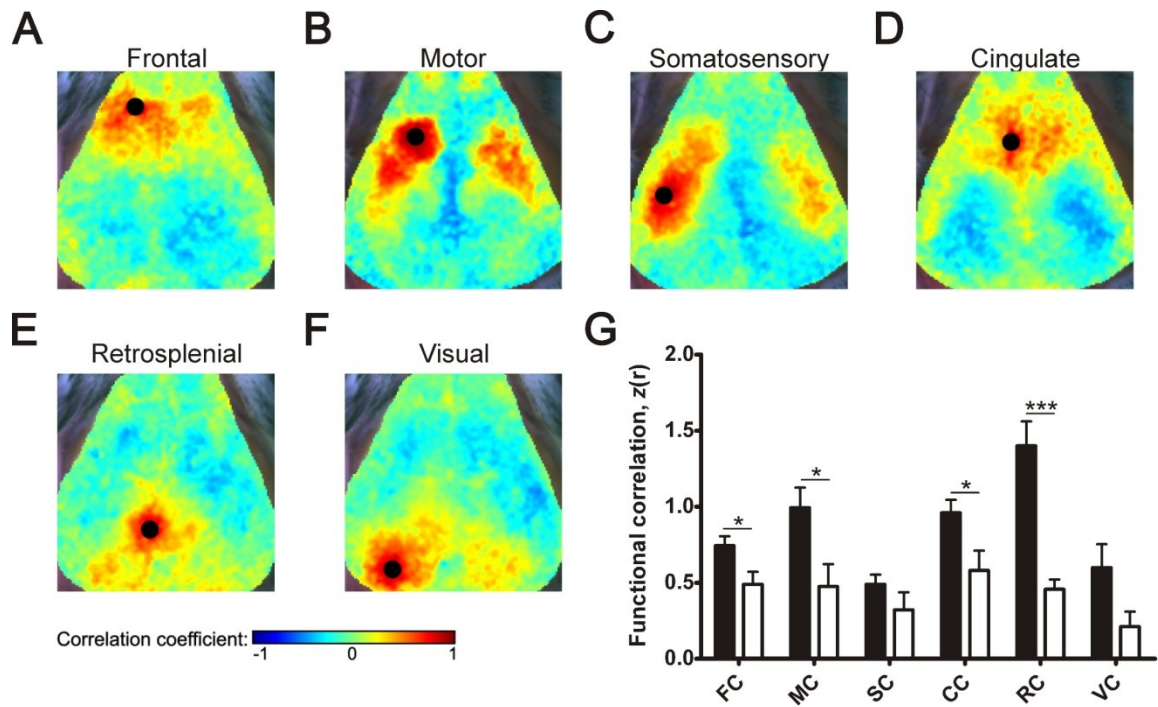 A
Frontal
B
Motor
C
Somatosensory
D
Cingulate
E
Retrosplenial
F
Visual
Correlation coefficient:
-1 0 1
G
Functional correlation, z(r)
2.0
1.5
1.0
0.5
0.0
*
*
*
***
FC MC SC CC RC VC